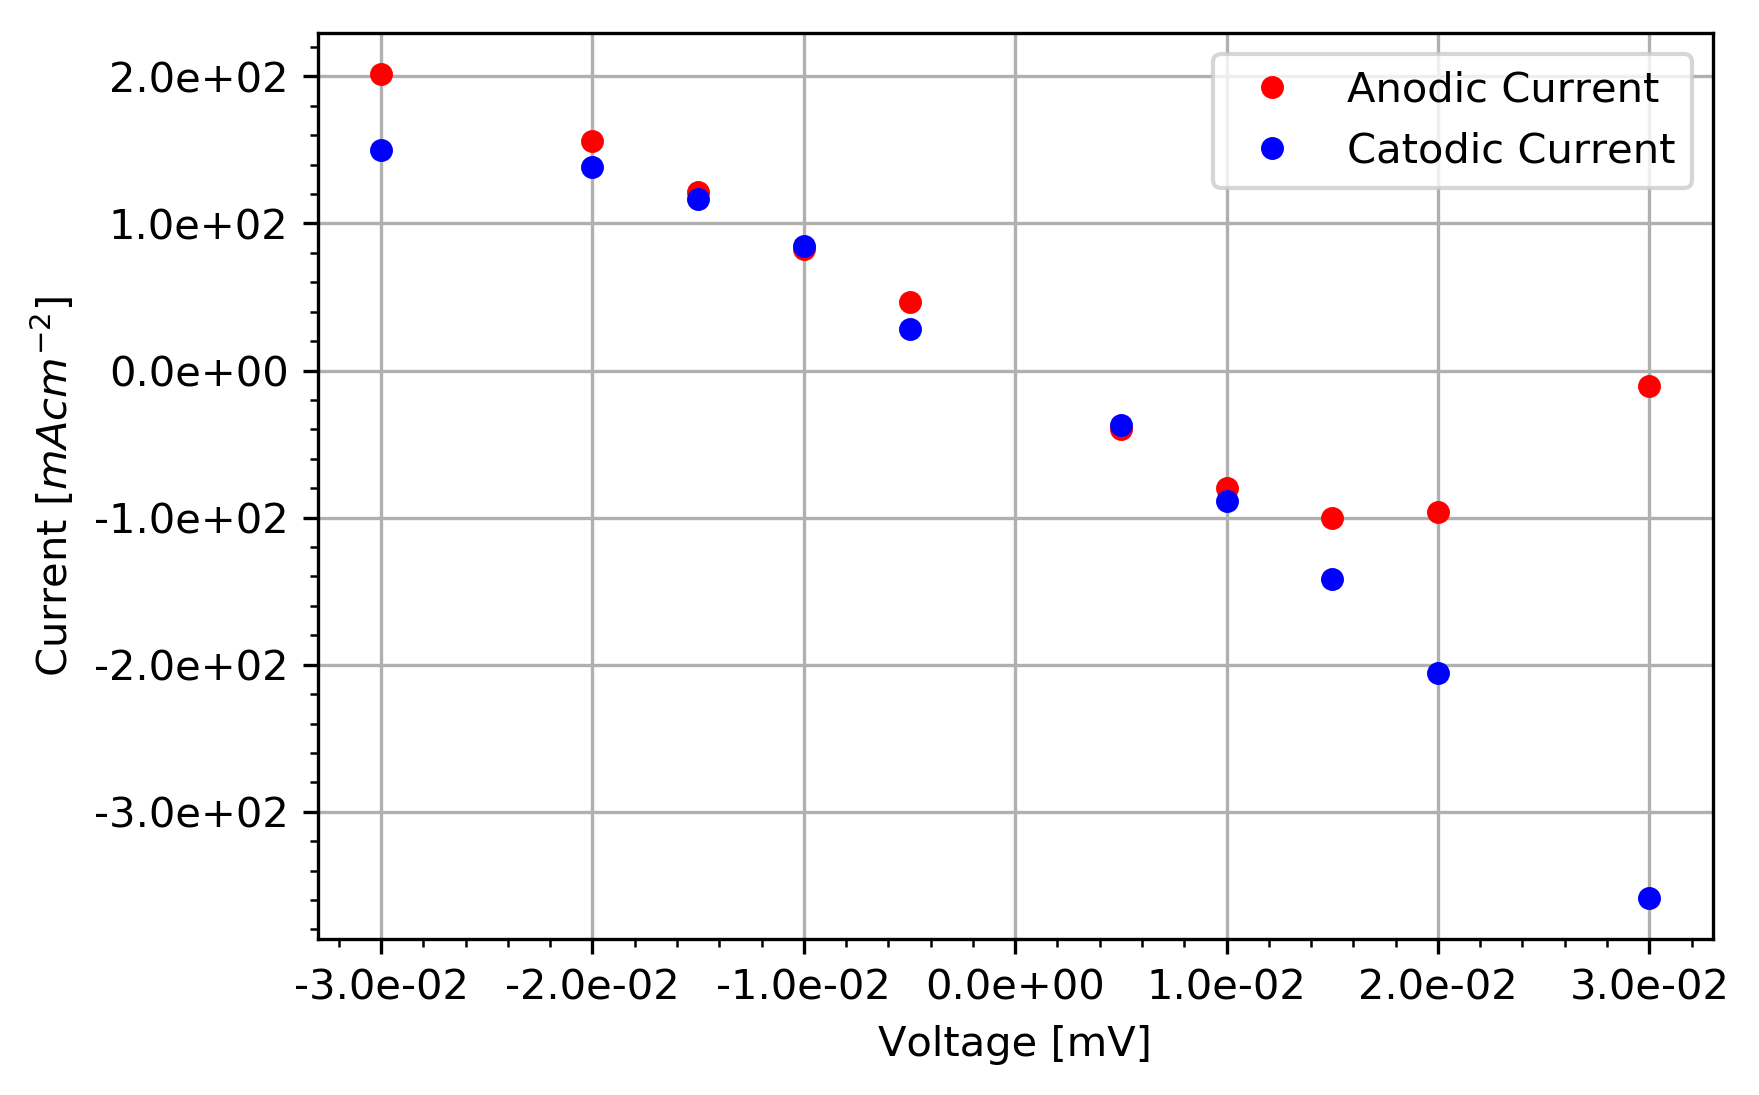 2.0e+02
1.0e+02
0.0e+00
-1.0e+02
-2.0e+02
-3.0e+02
Current [mAcm⁻²]
Anodic Current
Catodic Current
-3.0e-02 -2.0e-02 -1.0e-02 0.0e+00 1.0e-02 2.0e-02 3.0e-02
Voltage [mV]